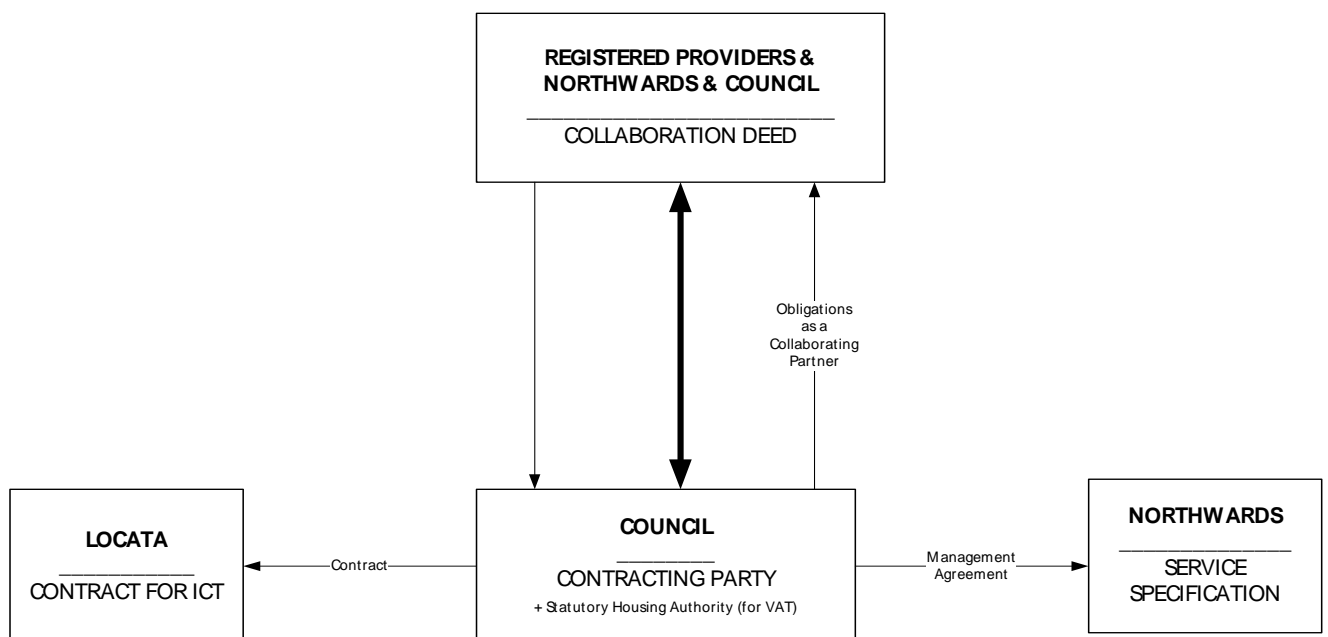 REGISTERED PROVIDERS &
NORTHWARDS & COUNCIL
COLLABORATION DEED
Obligations
as a
Collaborating
Partner
LOCATA
CONTRACT FOR ICT
Contract
COUNCIL
CONTRACTING PARTY
+ Statutory Housing Authority (for VAT)
Management
Agreement
NORTHWARDS
SERVICE
SPECIFICATION